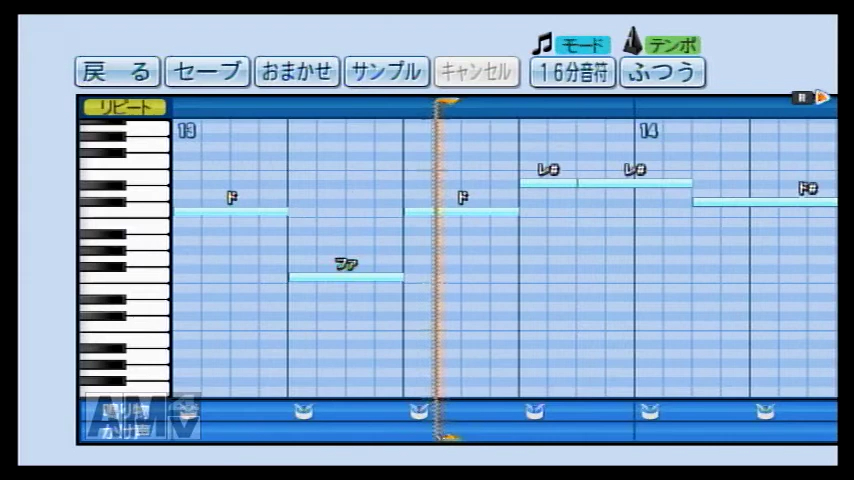 モード テンポ
戻る セーブ おまかせ サンプル キャンセル 16分音符 ふつう
リピート R
13 14
レ# レ#
ド ド ド#
ファ
AMV